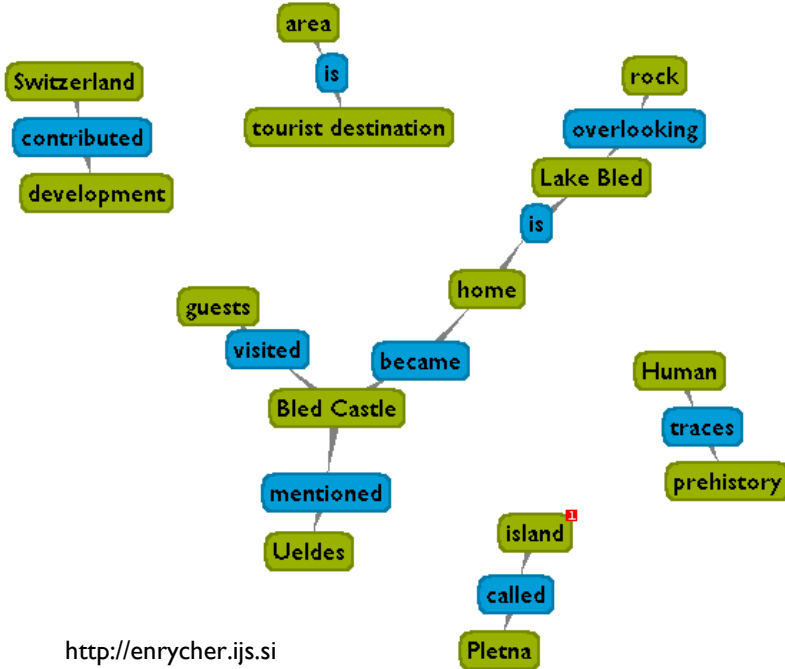 area
is
tourist destination
Switzerland
contributed
development
rock
overlooking
Lake Bled
is
home
became
guests
visited
Bled Castle
mentioned
Ueldes
Human
traces
prehistory
island
1
called
Pletna
http://enrycher.ijs.si